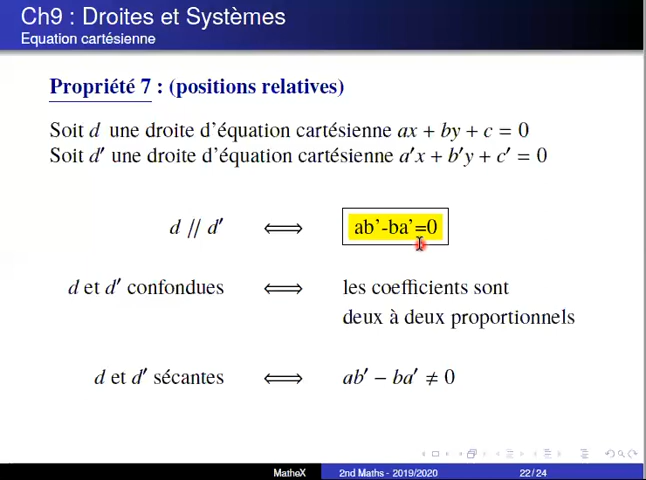 Ch9 : Droites et Systèmes
Equation cartésienne
Propriété 7 : (positions relatives)
Soit d une droite d'équation cartésienne ax + by + c = 0
Soit d′ une droite d'équation cartésienne a′x + b′y + c′ = 0
d // d′ ⟺ ab'-ba'=0
d et d′ confondues ⟺ les coefficients sont
deux à deux proportionnels
d et d′ sécantes ⟺ ab′ − ba′ ≠ 0
MatheX 2nd Maths - 2019/2020 22/24